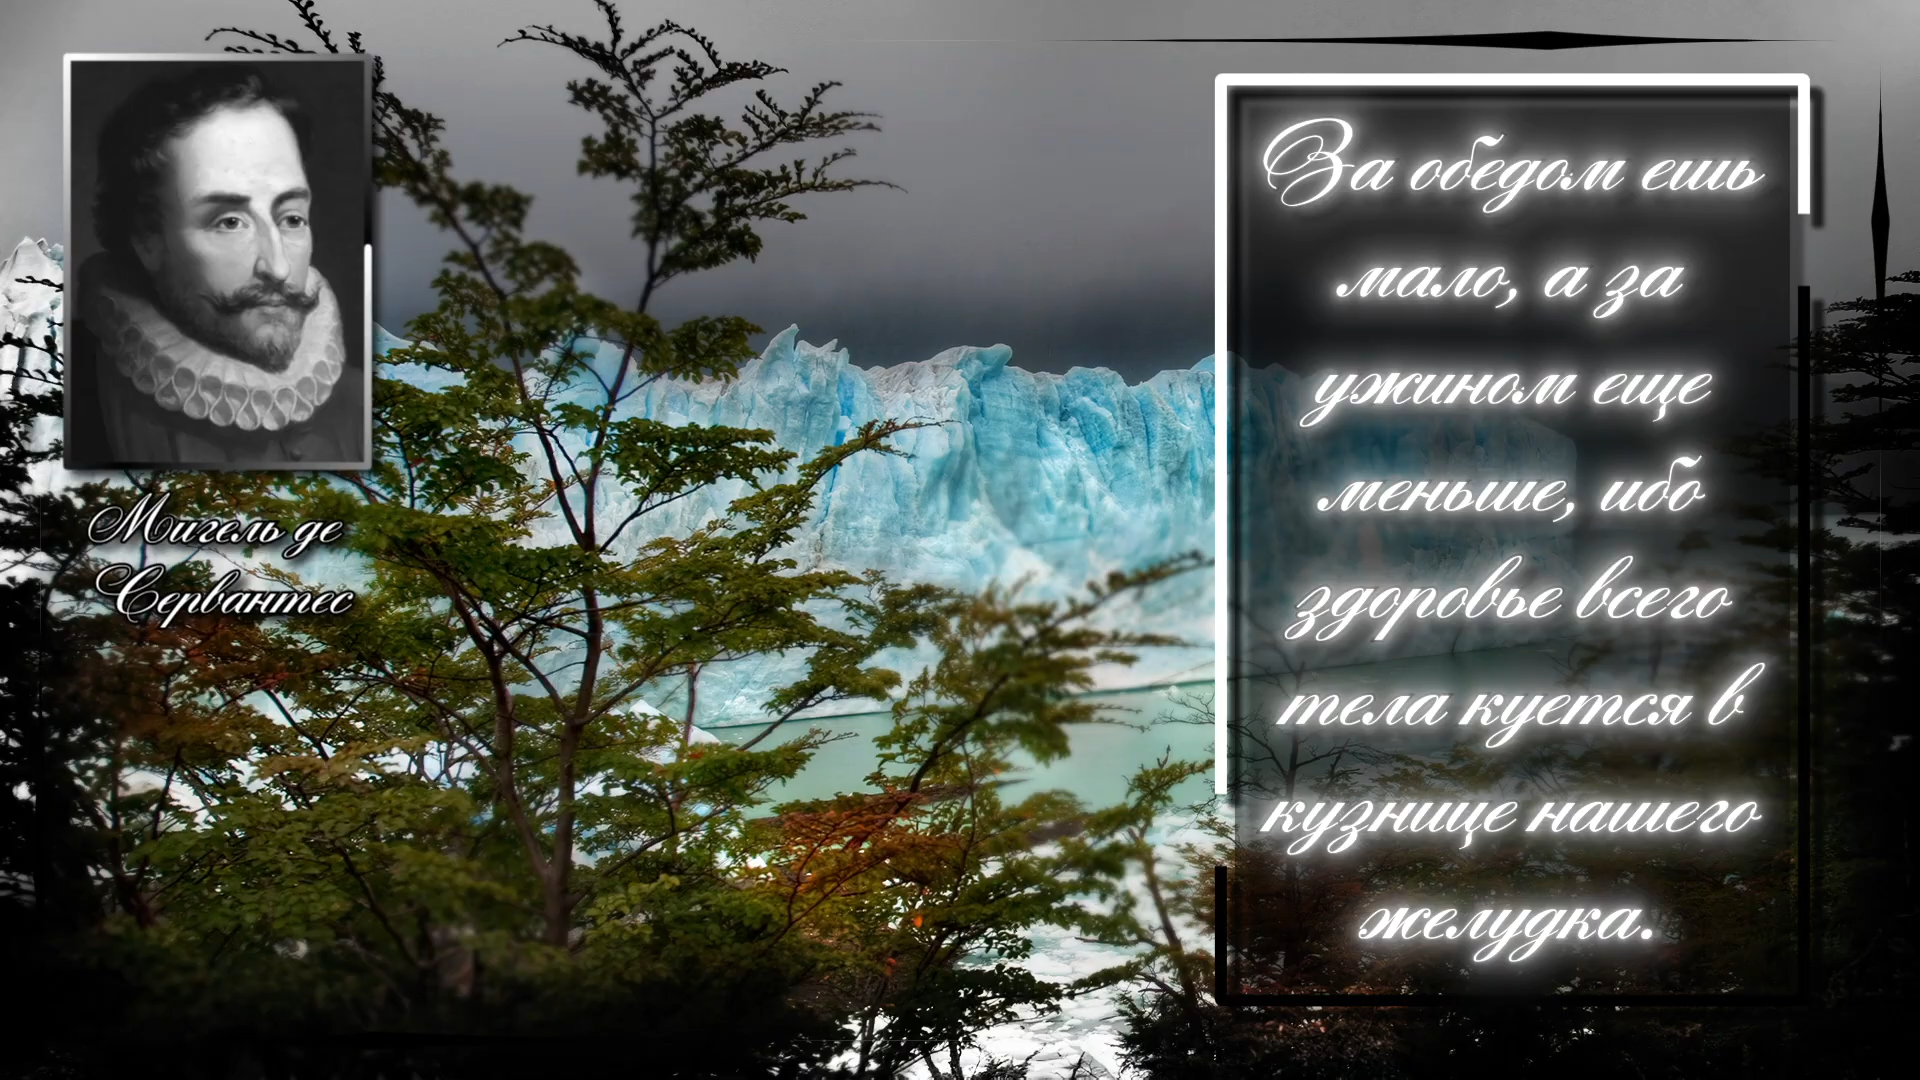 Мигель де
Сервантес
За обедом ешь
мало, а за
ужином еще
меньше, ибо
здоровье всего
тела куется в
кузнице нашего
желудка.